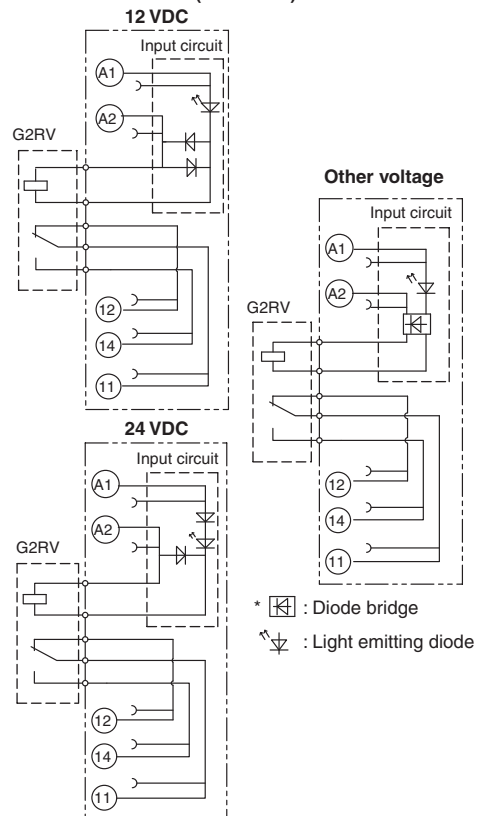 12 VDC
Input circuit
A1
A2
G2RV
12
14
11
Other voltage
Input circuit
A1
A2
G2RV
12
14
11
24 VDC
Input circuit
A1
A2
G2RV
12
14
11
* : Diode bridge
: Light emitting diode